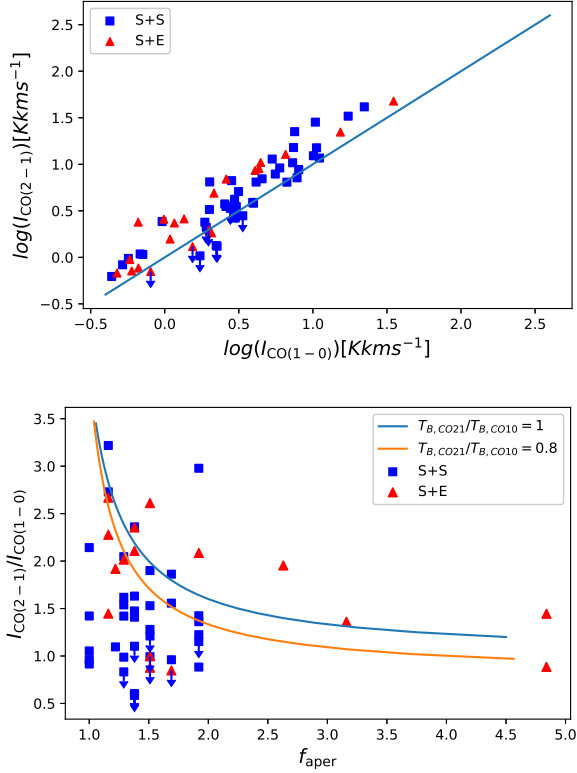 S+S
S+E
log(I_CO(2−1))[Kkms^−1]
2.5
2.0
1.5
1.0
0.5
0.0
−0.5
−0.5 0.0 0.5 1.0 1.5 2.0 2.5
log(I_CO(1−0))[Kkms^−1]
T_B,CO21/T_B,CO10 = 1
T_B,CO21/T_B,CO10 = 0.8
S+S
S+E
I_CO(2−1)/I_CO(1−0)
3.5
3.0
2.5
2.0
1.5
1.0
0.5
1.0 1.5 2.0 2.5 3.0 3.5 4.0 4.5 5.0
f_aper